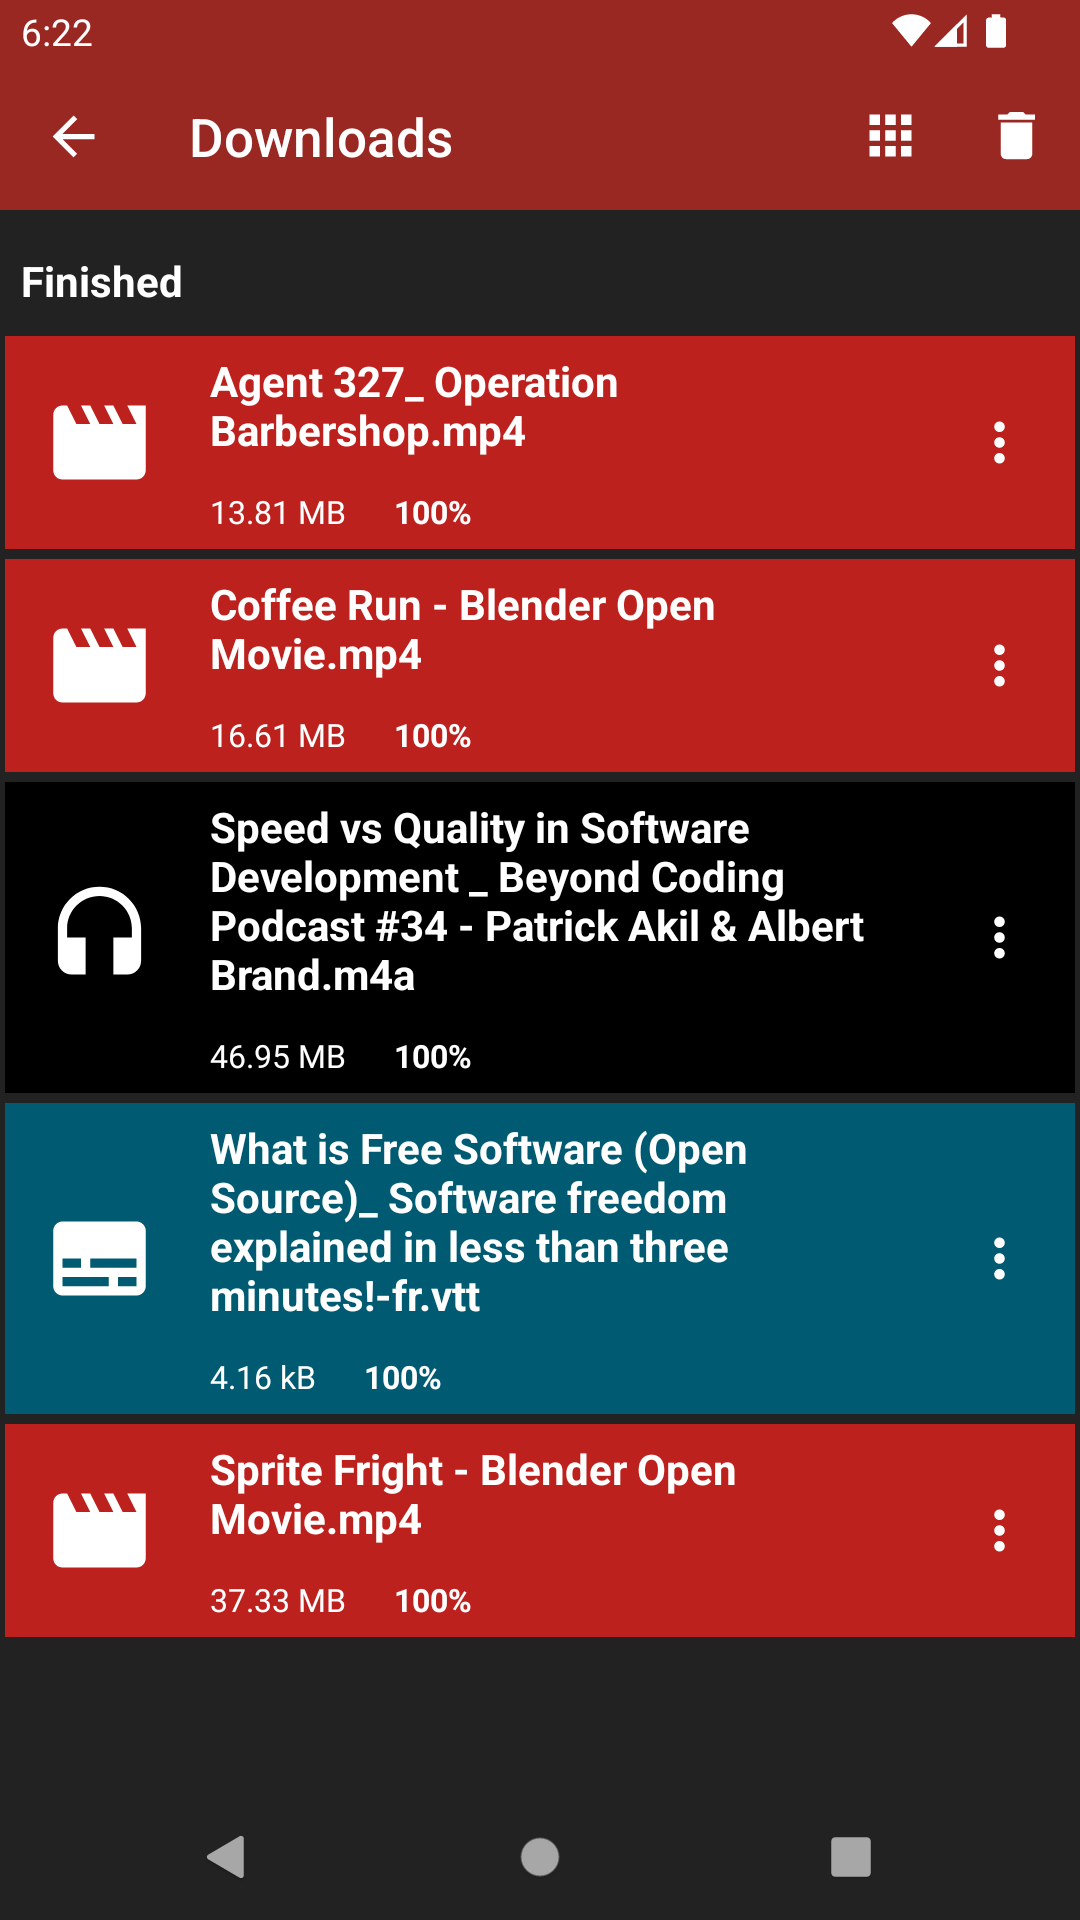 6:22
Downloads
Finished
Agent 327_ Operation
Barbershop.mp4
13.81 MB 100%
Coffee Run - Blender Open
Movie.mp4
16.61 MB 100%
Speed vs Quality in Software
Development _ Beyond Coding
Podcast #34 - Patrick Akil & Albert
Brand.m4a
46.95 MB 100%
What is Free Software (Open
Source)_ Software freedom
explained in less than three
minutes!-fr.vtt
4.16 kB 100%
Sprite Fright - Blender Open
Movie.mp4
37.33 MB 100%